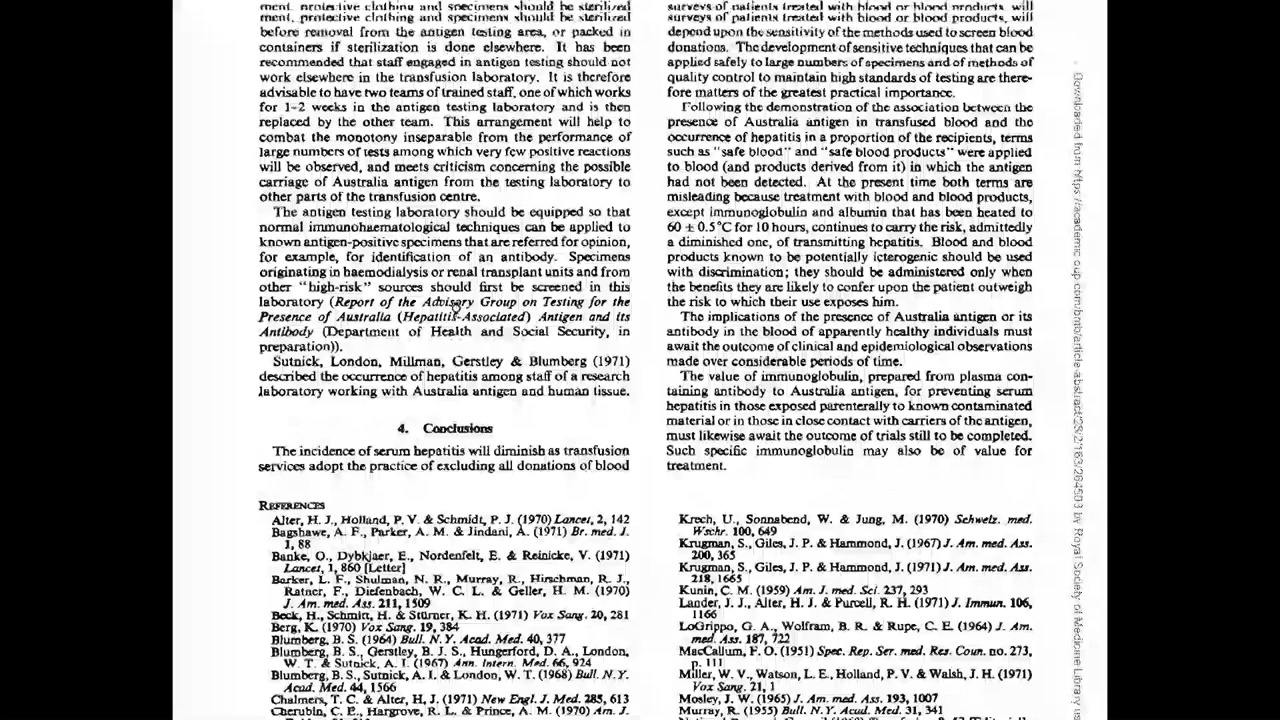 ment, protective clothing and specimens should be sterilized
before removal from the antigen testing area, or packed in
containers if sterilization is done elsewhere. It has been
recommended that staff engaged in antigen testing should not
work elsewhere in the transfusion laboratory. It is therefore
advisable to have two teams of trained staff, one of which works
for 1-2 weeks in the antigen testing laboratory and is then
replaced by the other team. This arrangement will help to
combat the monotony inseparable from the performance of
large numbers of tests among which very few positive reactions
will be observed, and meets criticism concerning the possible
carriage of Australia antigen from the testing laboratory to
other parts of the transfusion centre.
The antigen testing laboratory should be equipped so that
normal immunohaematological techniques can be applied to
known antigen-positive specimens that are referred for opinion,
for example, for identification of an antibody. Specimens
originating in haemodialysis or renal transplant units and from
other "high-risk" sources should first be screened in this
laboratory (Report of the Advisory Group on Testing for the
Presence of Australia (Hepatitis-Associated) Antigen and its
Antibody (Department of Health and Social Security, in
preparation)).
Sutnick, London, Millman, Gerstley & Blumberg (1971)
described the occurrence of hepatitis among staff of a research
laboratory working with Australia antigen and human tissue.
4. Conclusions
The incidence of serum hepatitis will diminish as transfusion
services adopt the practice of excluding all donations of blood
surveys of patients treated with blood or blood products, will
depend upon the sensitivity of the methods used to screen blood
donations. The development of sensitive techniques that can be
applied safely to large numbers of specimens and of methods of
quality control to maintain high standards of testing are there-
fore matters of the greatest practical importance.
Following the demonstration of the association between the
presence of Australia antigen in transfused blood and the
occurrence of hepatitis in a proportion of the recipients, terms
such as "safe blood" and "safe blood products" were applied
to blood (and products derived from it) in which the antigen
had not been detected. At the present time both terms are
misleading because treatment with blood and blood products,
except immunoglobulin and albumin that has been heated to
60 ± 0.5°C for 10 hours, continues to carry the risk, admittedly
a diminished one, of transmitting hepatitis. Blood and blood
products known to be potentially icterogenic should be used
with discrimination; they should be administered only when
the benefits they are likely to confer upon the patient outweigh
the risk to which their use exposes him.
The implications of the presence of Australia antigen or its
antibody in the blood of apparently healthy individuals must
await the outcome of clinical and epidemiological observations
made over considerable periods of time.
The value of immunoglobulin, prepared from plasma con-
taining antibody to Australia antigen, for preventing serum
hepatitis in those exposed parenterally to known contaminated
material or in those in close contact with carriers of the antigen,
must likewise await the outcome of trials still to be completed.
Such specific immunoglobulin may also be of value for
treatment.
REFERENCES
Alter, H. J., Holland, P. V. & Schmidt, P. J. (1970) Lancet, 2, 142
Bagshawe, A. F., Parker, A. M. & Jindani, A. (1971) Br. med. J.
1, 88
Banke, O., Dybkjaer, E., Nordenfelt, E. & Reinicke, V. (1971)
Lancet, 1, 860 [Letter]
Barker, L. F., Shulman, N. R., Murray, R., Hirschman, R. J.,
Ratner, F., Diefenbach, W. C. L. & Geller, H. M. (1970)
J. Am. med. Ass. 211, 1509
Beck, H., Schmitt, H. & Stürner, K. H. (1971) Vox Sang. 20, 281
Berg, K. (1970) Vox Sang. 19, 384
Blumberg, B. S. (1964) Bull. N.Y. Acad. Med. 40, 377
Blumberg, B. S., Gerstley, B. J. S., Hungerford, D. A., London,
W. T. & Sutnick, A. I. (1967) Ann. Intern. Med. 66, 924
Blumberg, B. S., Sutnick, A. I. & London, W. T. (1968) Bull. N.Y.
Acad. Med. 44, 1566
Chalmers, T. C. & Alter, H. J. (1971) New Engl. J. Med. 285, 613
Cherubin, C. E., Hargrove, R. L. & Prince, A. M. (1970) Am. J.
Krech, U., Sonnabend, W. & Jung, M. (1970) Schweiz. med.
Wschr. 100, 649
Krugman, S., Giles, J. P. & Hammond, J. (1967) J. Am. med. Ass.
200, 365
Krugman, S., Giles, J. P. & Hammond, J. (1971) J. Am. med. Ass.
218, 1665
Kunin, C. M. (1959) Am. J. med. Sci. 237, 293
Lander, J. J., Alter, H. J. & Purcell, R. H. (1971) J. Immun. 106,
1166
LoGrippo, G. A., Wolfram, B. R. & Rupe, C. E. (1964) J. Am.
med. Ass. 187, 722
MacCallum, F. O. (1951) Spec. Rep. Ser. med. Res. Coun. no. 273,
p. 111
Miller, W. V., Watson, L. E., Holland, P. V. & Walsh, J. H. (1971)
Vox Sang. 21, 1
Mosley, J. W. (1965) J. Am. med. Ass. 193, 1007
Murray, R. (1955) Bull. N.Y. Acad. Med. 31, 341
Downloaded from https://academic.oup.com/bmb/article-abstract/28/2/163/284503 by Royal Society of Medicine Library us